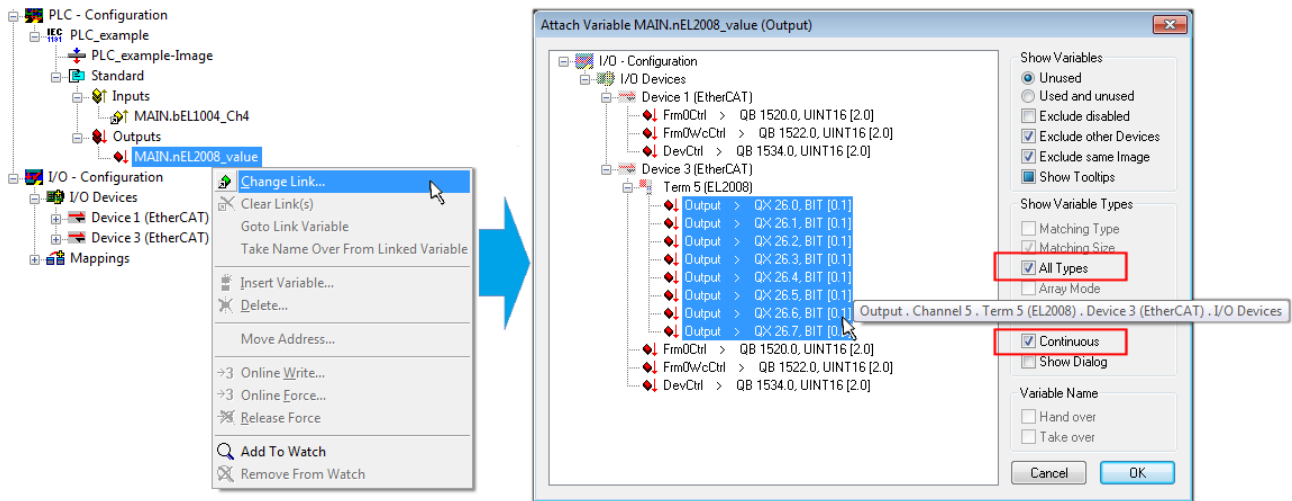 PLC - Configuration
PLC_example
PLC_example-Image
Standard
Inputs
MAIN.bEL1004_Ch4
Outputs
MAIN.nEL2008_value
I/O - Configuration
I/O Devices
Device 1 (EtherCAT)
Device 3 (EtherCAT)
Mappings
Change Link...
Clear Link(s)
Goto Link Variable
Take Name Over From Linked Variable
Insert Variable...
Delete...
Move Address...
Online Write...
Online Force...
Release Force
Add To Watch
Remove From Watch
Attach Variable MAIN.nEL2008_value (Output)
I/O - Configuration
I/O Devices
Device 1 (EtherCAT)
Frm0Ctrl > QB 1520.0, UINT16 [2.0]
Frm0WcCtrl > QB 1522.0, UINT16 [2.0]
DevCtrl > QB 1534.0, UINT16 [2.0]
Device 3 (EtherCAT)
Term 5 (EL2008)
Output > QX 26.0, BIT [0.1]
Output > QX 26.1, BIT [0.1]
Output > QX 26.2, BIT [0.1]
Output > QX 26.3, BIT [0.1]
Output > QX 26.4, BIT [0.1]
Output > QX 26.5, BIT [0.1]
Output > QX 26.6, BIT [0.1]
Output > QX 26.7, BIT [0.1]
Frm0Ctrl > QB 1520.0, UINT16 [2.0]
Frm0WcCtrl > QB 1522.0, UINT16 [2.0]
DevCtrl > QB 1534.0, UINT16 [2.0]
Output . Channel 5 . Term 5 (EL2008) . Device 3 (EtherCAT) . I/O Devices
Show Variables
Unused
Used and unused
Exclude disabled
Exclude other Devices
Exclude same Image
Show Tooltips
Show Variable Types
Matching Type
Matching Size
All Types
Array Mode
Continuous
Show Dialog
Variable Name
Hand over
Take over
Cancel
OK